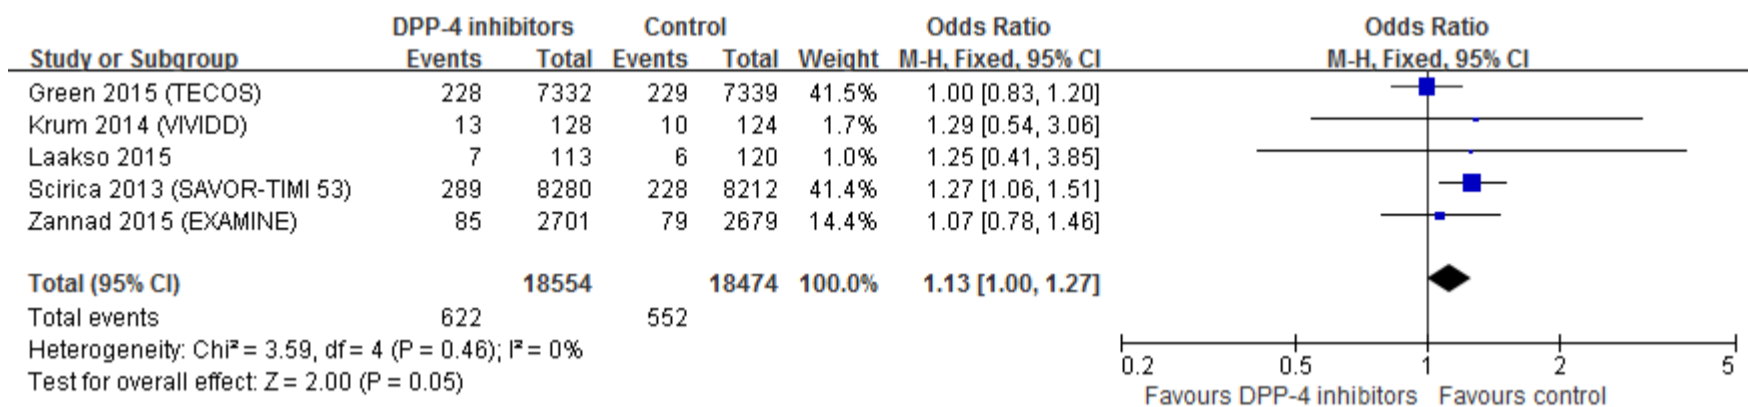 DPP-4 inhibitors Control Odds Ratio Odds Ratio
Study or Subgroup Events Total Events Total Weight M-H, Fixed, 95% CI M-H, Fixed, 95% CI
Green 2015 (TECOS) 228 7332 229 7339 41.5% 1.00 [0.83, 1.20]
Krum 2014 (VIVIDD) 13 128 10 124 1.7% 1.29 [0.54, 3.06]
Laakso 2015 7 113 6 120 1.0% 1.25 [0.41, 3.85]
Scirica 2013 (SAVOR-TIMI 53) 289 8280 228 8212 41.4% 1.27 [1.06, 1.51]
Zannad 2015 (EXAMINE) 85 2701 79 2679 14.4% 1.07 [0.78, 1.46]
Total (95% CI) 18554 18474 100.0% 1.13 [1.00, 1.27]
Total events 622 552
Heterogeneity: Chi² = 3.59, df = 4 (P = 0.46); I² = 0%
Test for overall effect: Z = 2.00 (P = 0.05)
0.2 0.5 1 2 5
Favours DPP-4 inhibitors Favours control